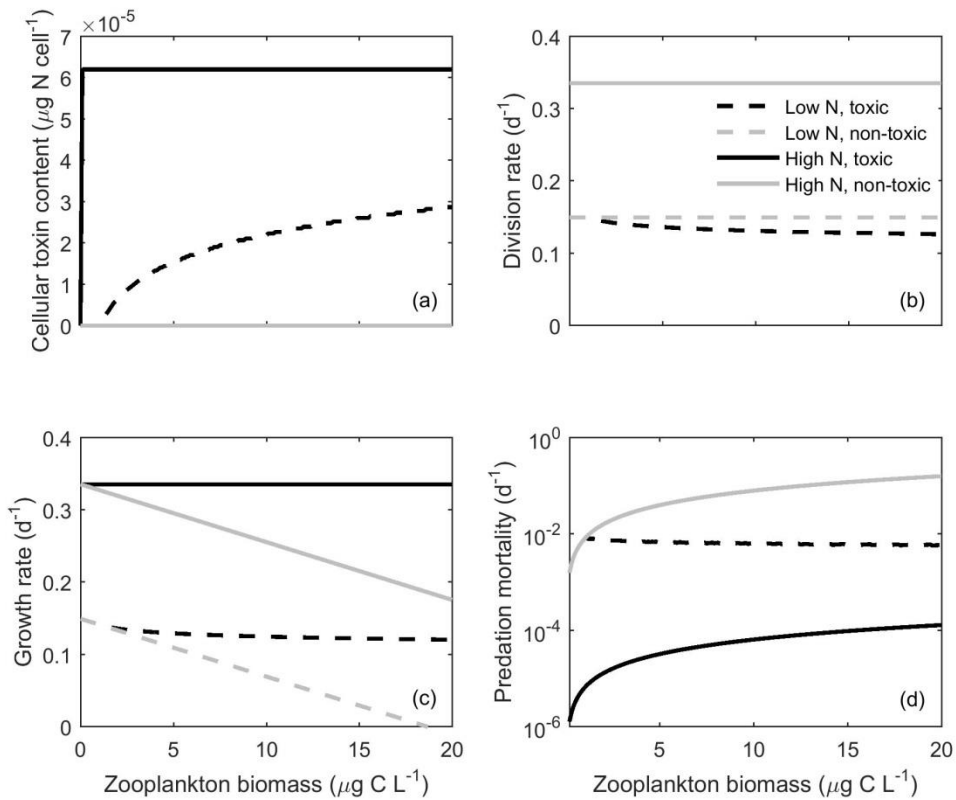 ×10⁻⁵
7
6
5
4
3
2
1
0
Cellular toxin content (μg N cell⁻¹)
(a)
0.4
0.3
0.2
0.1
0
Division rate (d⁻¹)
Low N, toxic
Low N, non-toxic
High N, toxic
High N, non-toxic
5 10 15 20
(b)
0.4
0.3
0.2
0.1
0
Growth rate (d⁻¹)
(c)
0 5 10 15 20
Zooplankton biomass (μg C L⁻¹)
10⁰
10⁻²
10⁻⁴
10⁻⁶
Predation mortality (d⁻¹)
(d)
5 10 15 20
Zooplankton biomass (μg C L⁻¹)